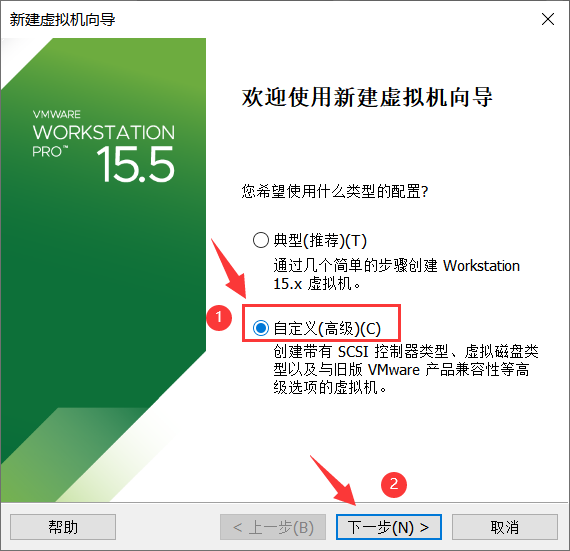 新建虚拟机向导
VMWARE
WORKSTATION
PRO™
15.5
欢迎使用新建虚拟机向导
您希望使用什么类型的配置?
典型(推荐)(T)
通过几个简单的步骤创建 Workstation
15.x 虚拟机。
1
自定义(高级)(C)
创建带有 SCSI 控制器类型、虚拟磁盘类
型以及与旧版 VMware 产品兼容性等高
级选项的虚拟机。
2
帮助
< 上一步(B)
下一步(N) >
取消